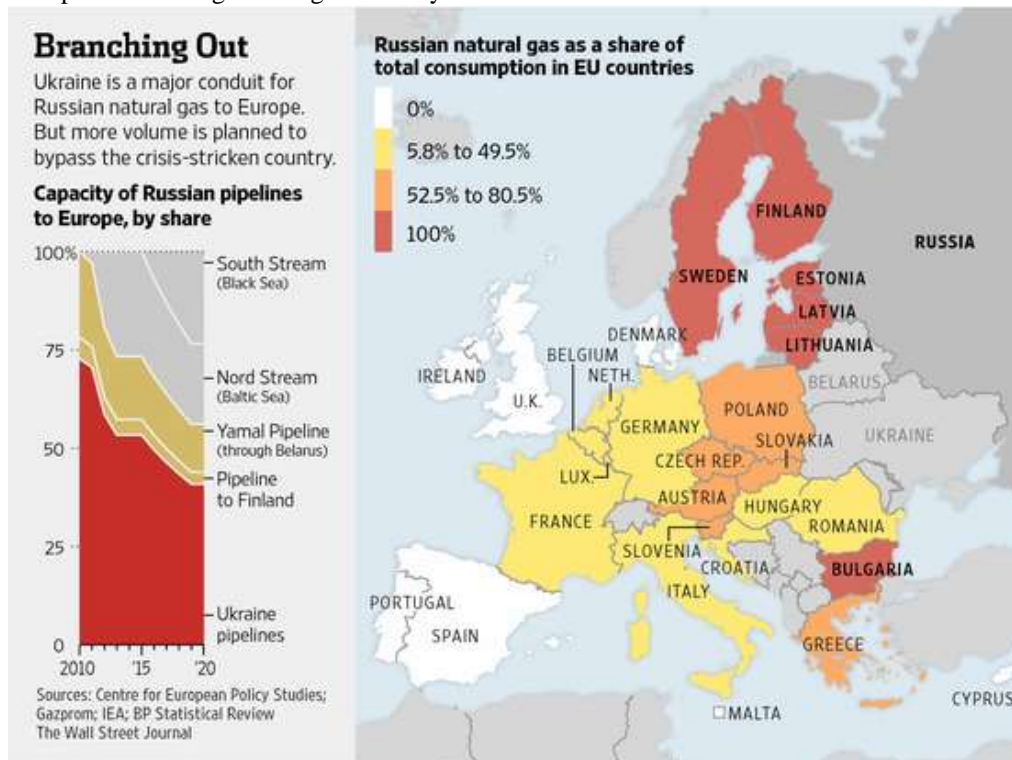 Branching Out
Ukraine is a major conduit for
Russian natural gas to Europe.
But more volume is planned to
bypass the crisis-stricken country.
Capacity of Russian pipelines
to Europe, by share
100%
75
50
25
0
2010
15
'20
South Stream
(Black Sea)
Nord Stream
(Baltic Sea)
Yamal Pipeline
(through Belarus)
Pipeline
to Finland
Ukraine
pipelines
Sources: Centre for European Policy Studies;
Gazprom; IEA; BP Statistical Review
The Wall Street Journal
Russian natural gas as a share of
total consumption in EU countries
0%
5.8% to 49.5%
52.5% to 80.5%
100%
FINLAND
RUSSIA
SWEDEN
ESTONIA
LATVIA
LITHUANIA
DENMARK
BELGIUM
NETH.
IRELAND
U.K.
BELARUS
POLAND
GERMANY
UKRAINE
SLOVAKIA
CZECH REP.
LUX.
AUSTRIA
HUNGARY
FRANCE
ROMANIA
SLOVENIA
CROATIA
BULGARIA
ITALY
PORTUGAL
SPAIN
GREECE
CYPRUS
MALTA